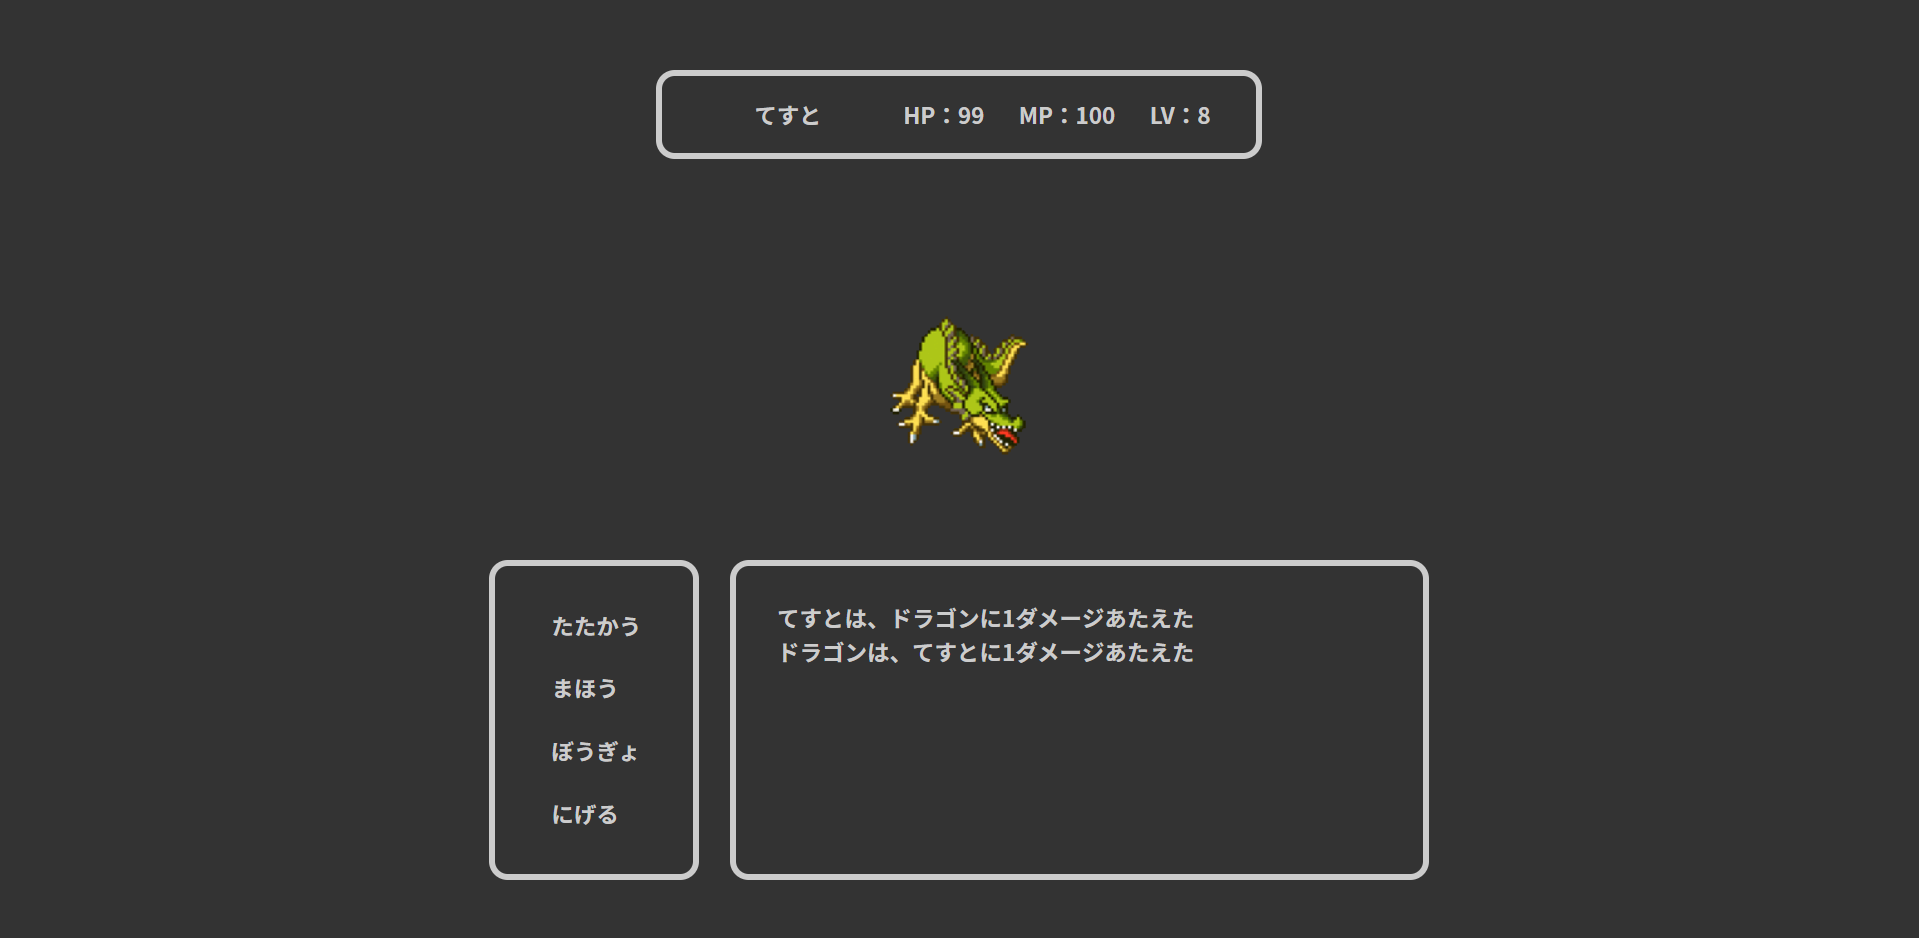 てすと HP：99 MP：100 LV：8
たたかう
まほう
ぼうぎょ
にげる
てすとは、ドラゴンに1ダメージあたえた
ドラゴンは、てすとに1ダメージあたえた